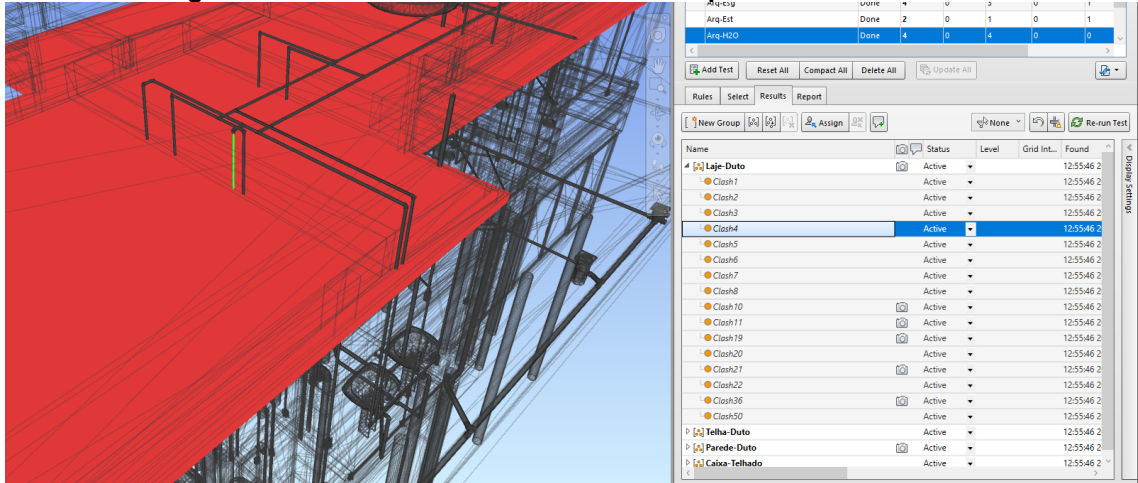 Arq-Esg Done 4 0 3 0 1
Arq-Est Done 2 0 1 0 1
Arq-H2O Done 4 0 4 0 0
Add Test Reset All Compact All Delete All Update All
Rules Select Results Report
New Group Assign None Re-run Test
Name Status Level Grid Int... Found
Display Settings
Laje-Duto Active 12:55:46 2
Clash1 Active 12:55:46 2
Clash2 Active 12:55:46 2
Clash3 Active 12:55:46 2
Clash4 Active 12:55:46 2
Clash5 Active 12:55:46 2
Clash6 Active 12:55:46 2
Clash7 Active 12:55:46 2
Clash8 Active 12:55:46 2
Clash10 Active 12:55:46 2
Clash11 Active 12:55:46 2
Clash19 Active 12:55:46 2
Clash20 Active 12:55:46 2
Clash21 Active 12:55:46 2
Clash22 Active 12:55:46 2
Clash36 Active 12:55:46 2
Clash50 Active 12:55:46 2
Telha-Duto Active 12:55:46 2
Parede-Duto Active 12:55:46 2
Caixa-Telhado Active 12:55:46 2